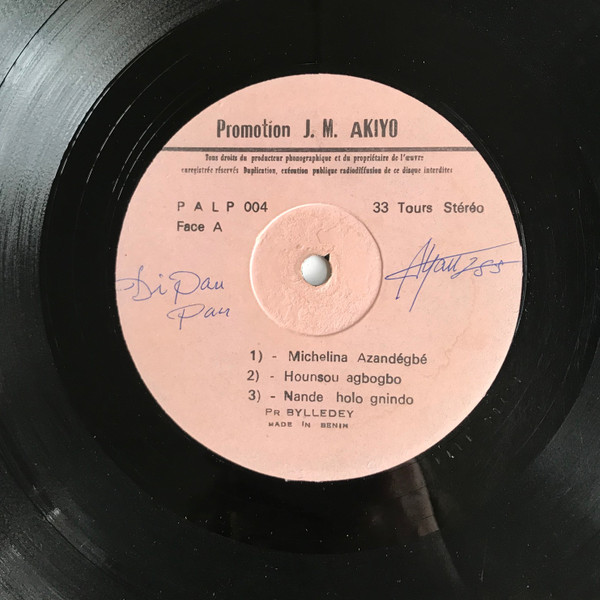 Promotion J. M. AKIYO
Tous droits du producteur phonographique et du propriétaire de l'œuvre
enregistrée réservés Duplication, exécution publique radiodiffusion de ce disque interdites
P A L P 004
33 Tours Stéréo
Face A
Di Pan
Pan
1) - Michelina Azandégbé
2) - Hounsou agbogbo
3) - Nande holo gnindo
PR BYLLEDEY
MADE IN BENIN